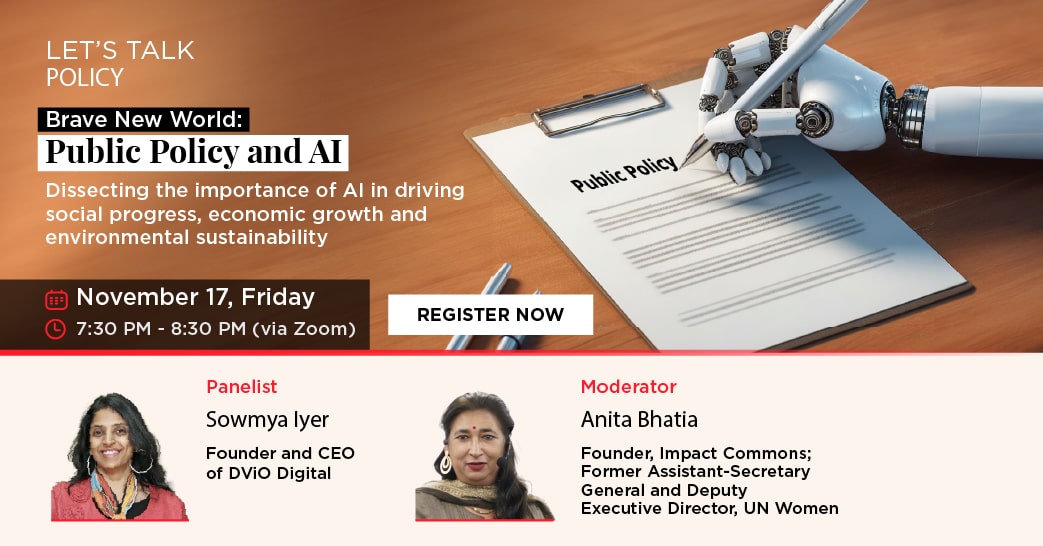 LET'S TALK
POLICY
Brave New World:
Public Policy and AI
Dissecting the importance of AI in driving
social progress, economic growth and
environmental sustainability
November 17, Friday
7:30 PM - 8:30 PM (via Zoom)
REGISTER NOW
Public Policy
Panelist
Sowmya Iyer
Founder and CEO
of DViO Digital
Moderator
Anita Bhatia
Founder, Impact Commons;
Former Assistant-Secretary
General and Deputy
Executive Director, UN Women